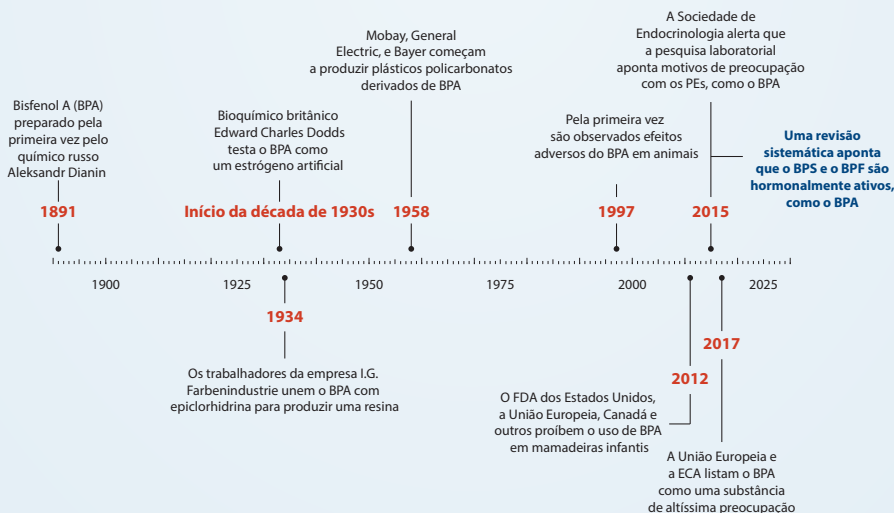 Bisfenol A (BPA)
preparado pela
primeira vez pelo
químico russo
Aleksandr Dianin
1891
Bioquímico britânico
Edward Charles Dodds
testa o BPA como
um estrógeno artificial
Início da década de 1930s
Mobay, General
Electric, e Bayer começam
a produzir plásticos policarbonatos
derivados de BPA
1958
Pela primeira vez
são observados efeitos
adversos do BPA em animais
1997
A Sociedade de
Endocrinologia alerta que
a pesquisa laboratorial
aponta motivos de preocupação
com os PEs, como o BPA
2015
Uma revisão
sistemática aponta
que o BPS e o BPF são
hormonalmente ativos,
como o BPA
1900
1925
1950
1975
2000
2025
1934
Os trabalhadores da empresa I.G.
Farbenindustrie unem o BPA com
epiclorhidrina para produzir uma resina
2012
O FDA dos Estados Unidos,
a União Europeia, Canadá e
outros proíbem o uso de BPA
em mamadeiras infantis
2017
A União Europeia e
a ECA listam o BPA
como uma substância
de altíssima preocupação